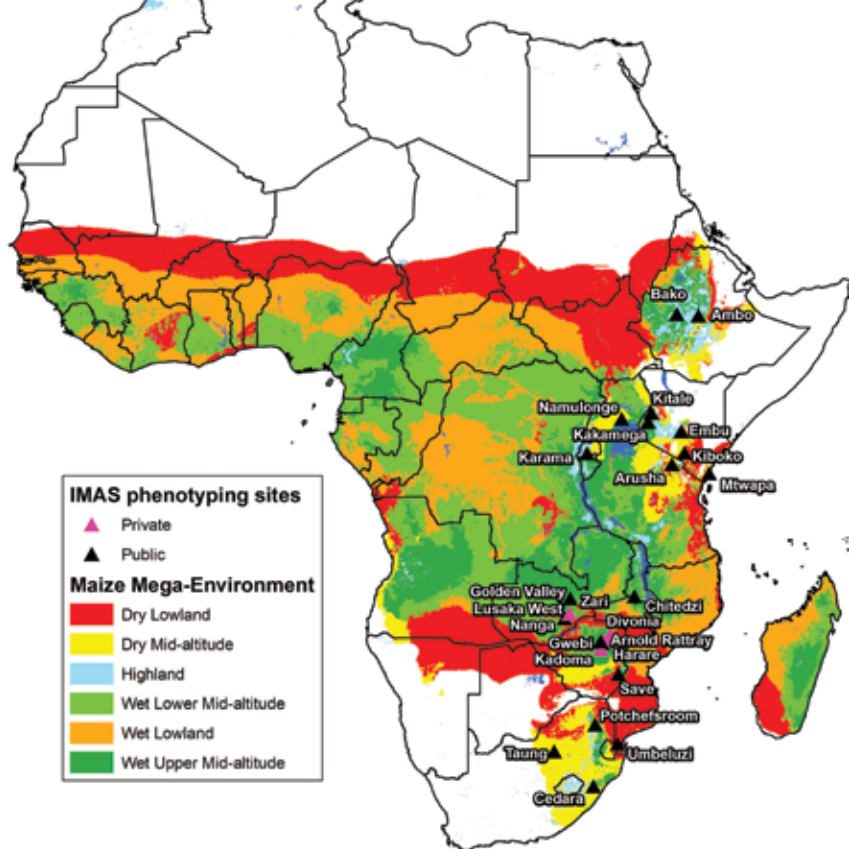 Bako
Ambo
Kitale
Namulonge
Kakamega
Embu
Karama
Kiboko
Arusha
Mtwapa
IMAS phenotyping sites
Private
Public
Maize Mega-Environment
Dry Lowland
Dry Mid-altitude
Highland
Wet Lower Mid-altitude
Wet Lowland
Wet Upper Mid-altitude
Golden Valley
Zari
Chitedzi
Lusaka West
Nanga
Divonia
Gwebi
Arnold Rattray
Kadoma
Harare
Save
Potchefsroom
Taung
Umbeluzi
Cedara